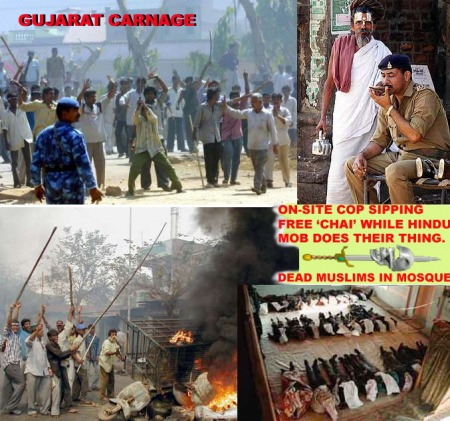 GUJARAT CARNAGE
ON-SITE COP SIPPING
FREE ‘CHAI’ WHILE HINDU
MOB DOES THEIR THING.
DEAD MUSLIMS IN MOSQUE